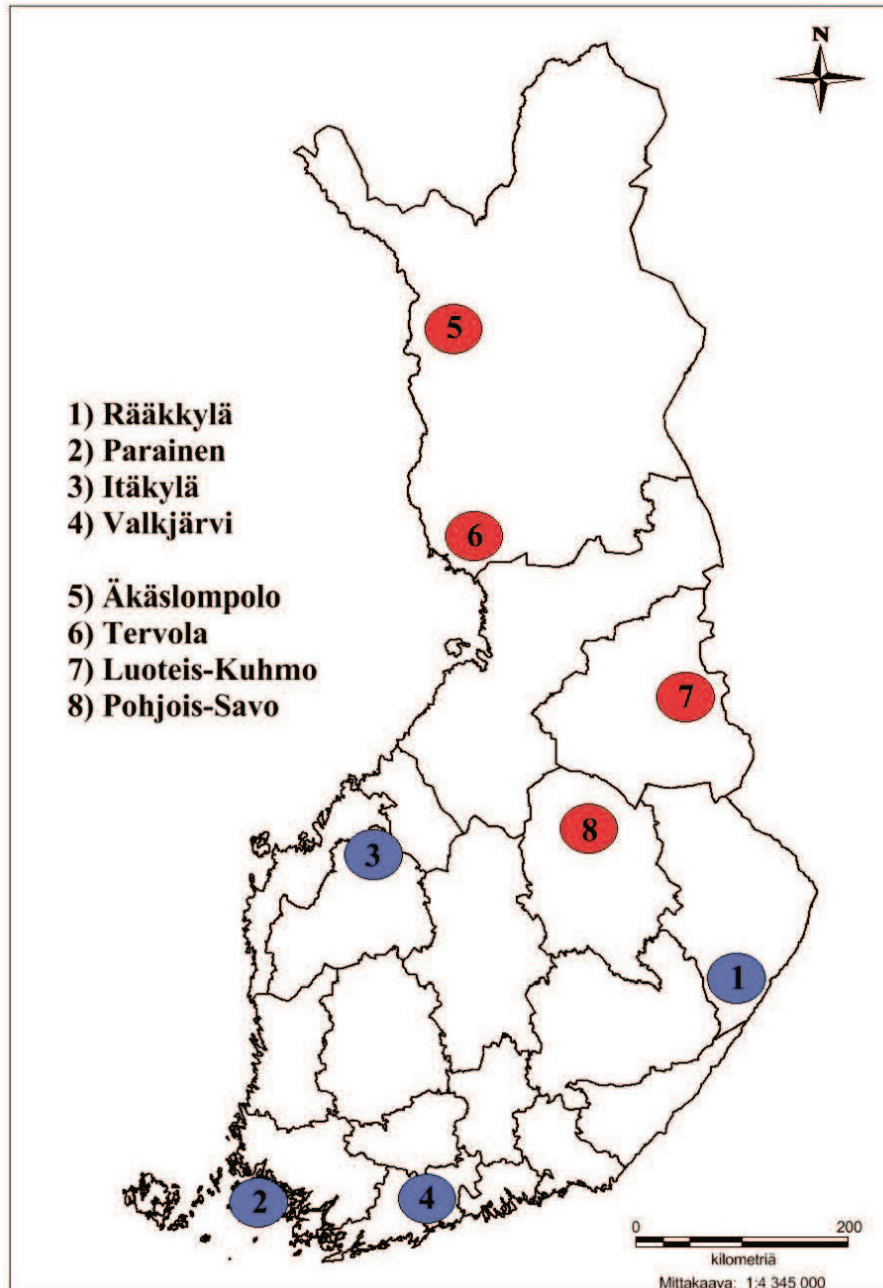 N
5
1) Rääkkylä
2) Parainen
3) Itäkylä
4) Valkjärvi
6
5) Äkäslompolo
6) Tervola
7) Luoteis-Kuhmo
8) Pohjois-Savo
7
8
3
1
2
4
0 200
kilometriä
Mittakaava: 1:4 345 000